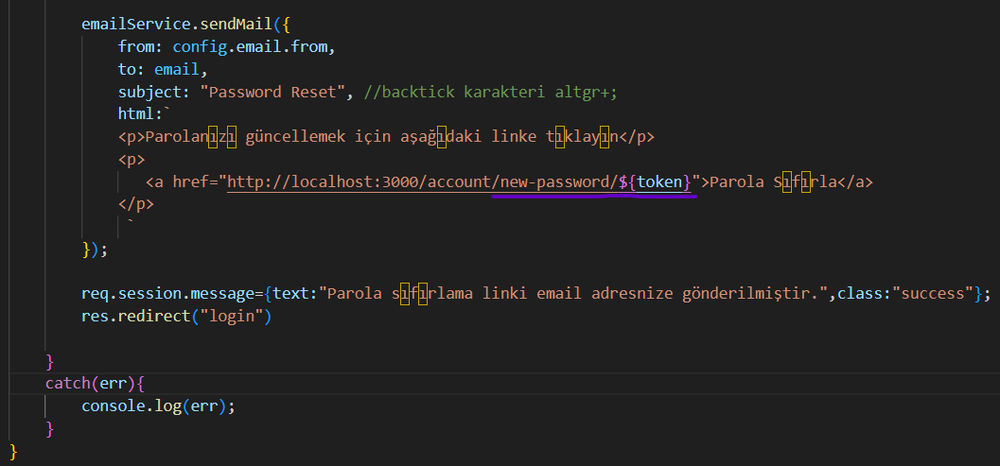 emailService.sendMail({
from: config.email.from,
to: email,
subject: "Password Reset", //backtick karakteri altgr+;
html:`
<p>Parolanızı güncellemek için aşağıdaki linke tıklayın</p>
<p>
<a href="http://localhost:3000/account/new-password/${token}">Parola Sıfırla</a>
</p>
`
});
req.session.message={text:"Parola sıfırlama linki email adresnize gönderilmiştir.",class:"success"};
res.redirect("login")
}
catch(err){
console.log(err);
}
}